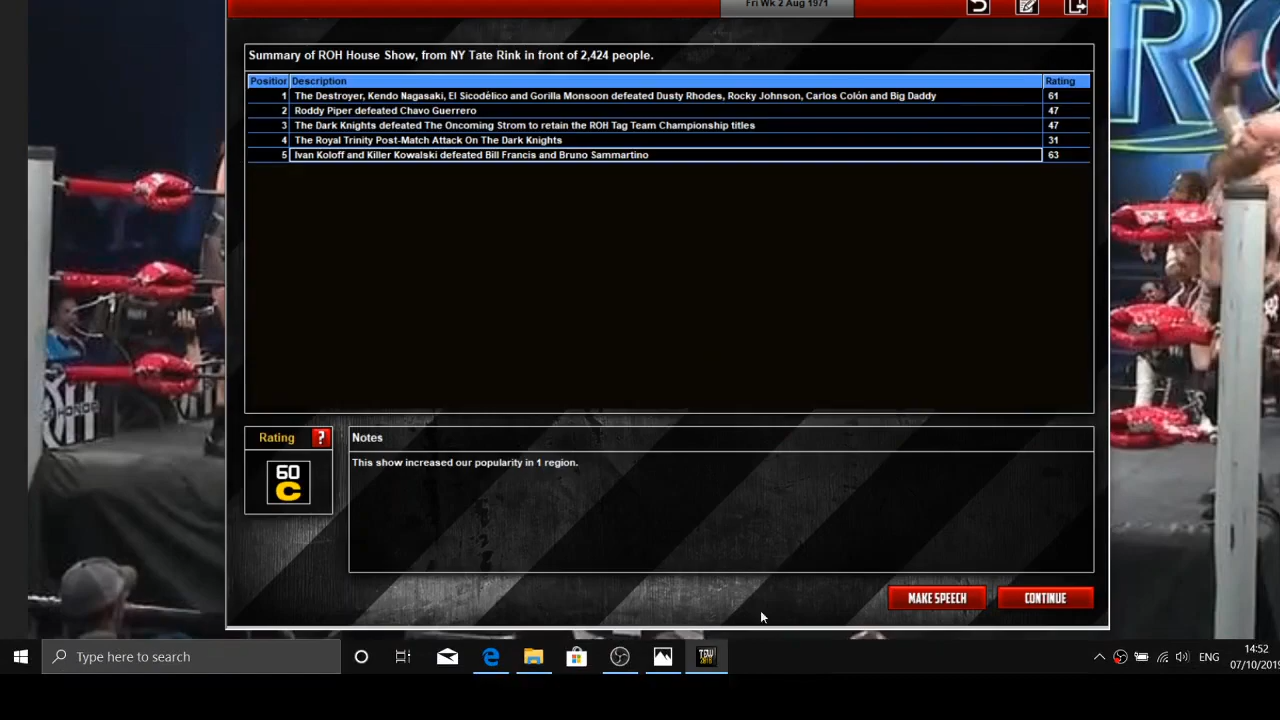 Fri Wk 2 Aug 1971
Summary of ROH House Show, from NY Tate Rink in front of 2,424 people.
Position Description Rating
1 The Destroyer, Kendo Nagasaki, El Sicodélico and Gorilla Monsoon defeated Dusty Rhodes, Rocky Johnson, Carlos Colón and Big Daddy 61
2 Roddy Piper defeated Chavo Guerrero 47
3 The Dark Knights defeated The Oncoming Strom to retain the ROH Tag Team Championship titles 47
4 The Royal Trinity Post-Match Attack On The Dark Knights 31
5 Ivan Koloff and Killer Kowalski defeated Bill Francis and Bruno Sammartino 63
Rating ?
60
C
Notes
This show increased our popularity in 1 region.
MAKE SPEECH CONTINUE
Type here to search
ENG
14:52
07/10/2019